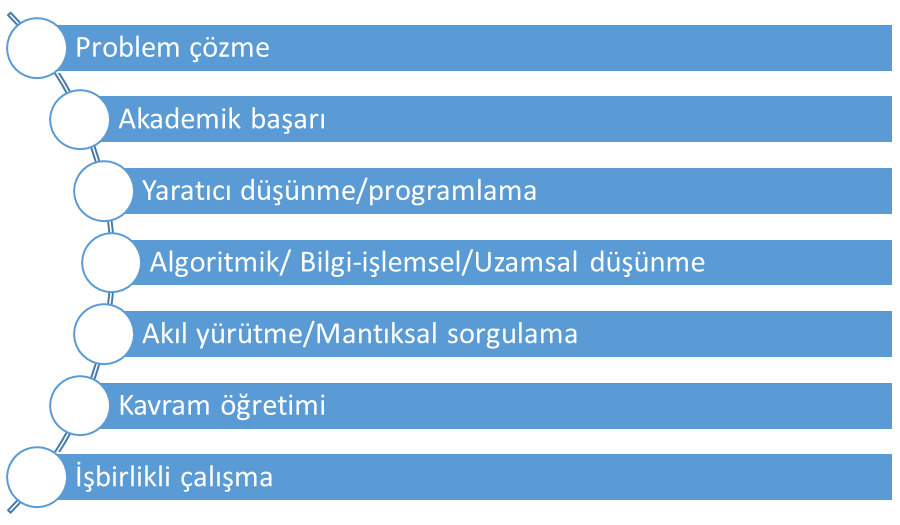 Problem çözme
Akademik başarı
Yaratıcı düşünme/programlama
Algoritmik/ Bilgi-işlemsel/Uzamsal düşünme
Akıl yürütme/Mantıksal sorgulama
Kavram öğretimi
İşbirlikli çalışma